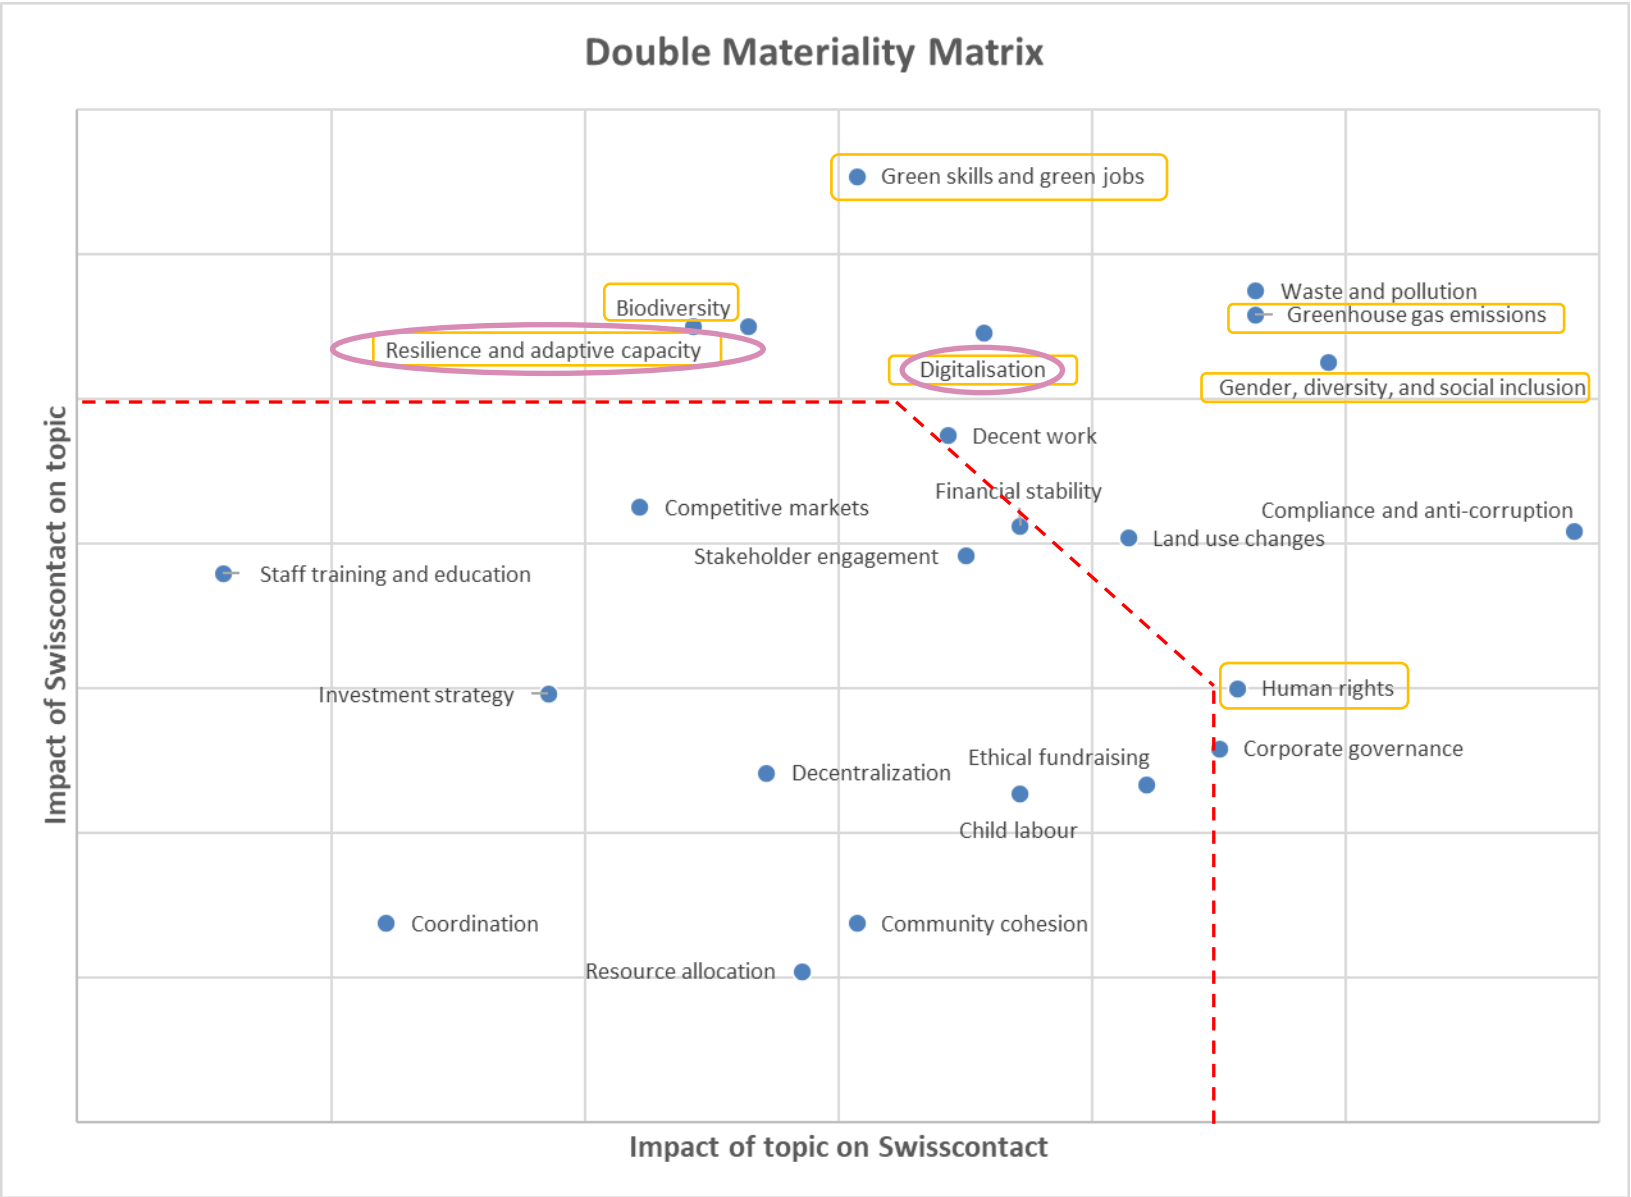 Double Materiality Matrix
Green skills and green jobs
Waste and pollution
Biodiversity
Greenhouse gas emissions
Resilience and adaptive capacity
Digitalisation
Gender, diversity, and social inclusion
Decent work
Financial stability
Competitive markets
Compliance and anti-corruption
Land use changes
Stakeholder engagement
Staff training and education
Impact of Swisscontact on topic
Human rights
Investment strategy
Corporate governance
Ethical fundraising
Decentralization
Child labour
Coordination
Community cohesion
Resource allocation
Impact of topic on Swisscontact